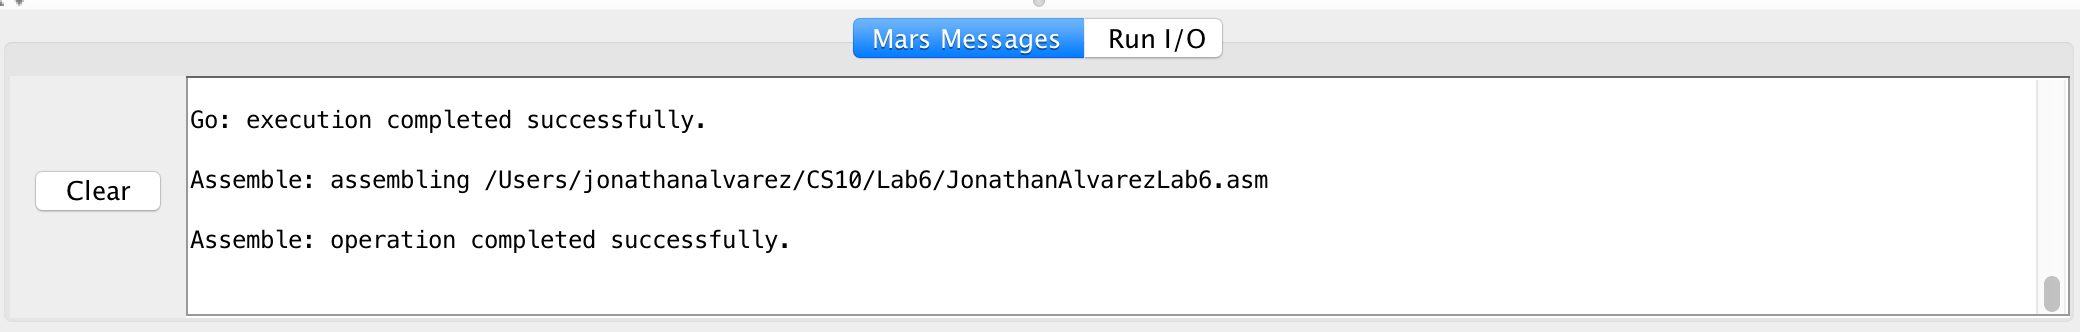 Mars Messages Run I/O
Go: execution completed successfully.
Assemble: assembling /Users/jonathanalvarez/CS10/Lab6/JonathanAlvarezLab6.asm
Clear
Assemble: operation completed successfully.